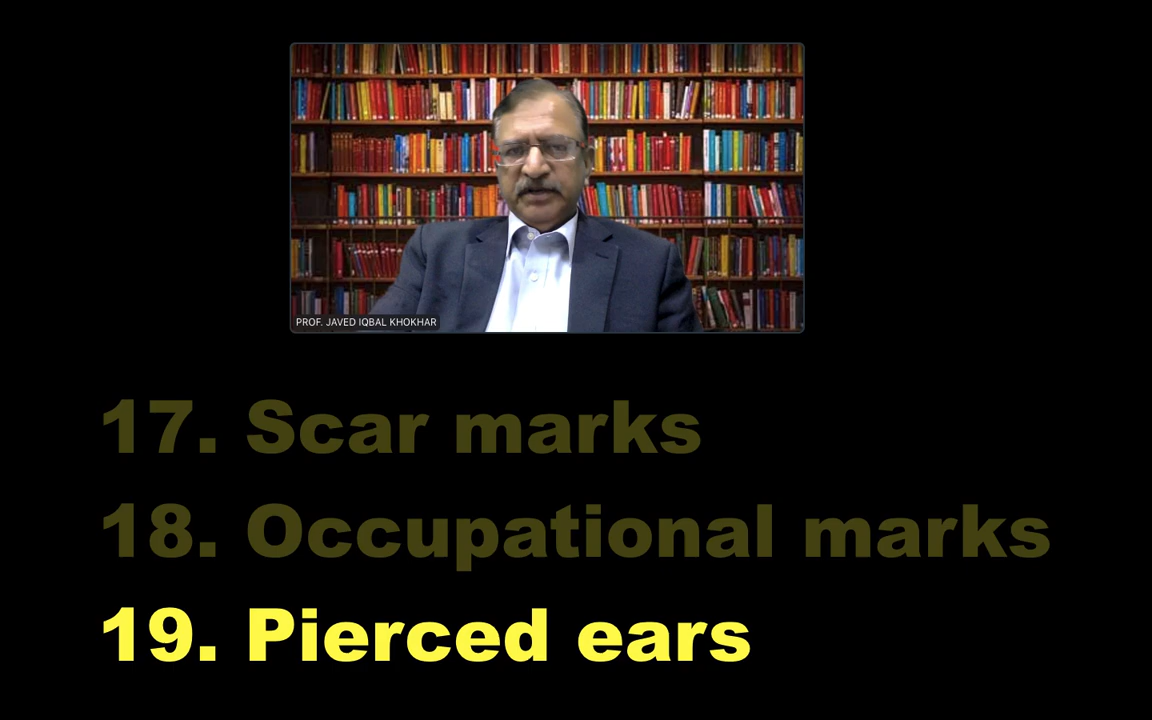 PROF. JAVED IQBAL KHOKHAR
17. Scar marks
18. Occupational marks
19. Pierced ears